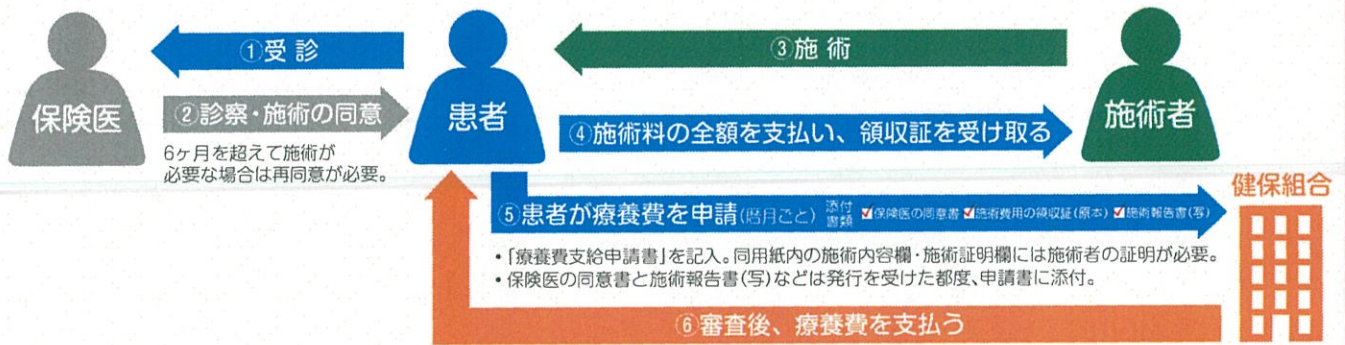 ①受診
③施術
保険医
②診察・施術の同意
患者
④施術料の全額を支払い、領収証を受け取る
施術者
6ヶ月を超えて施術が
必要な場合は再同意が必要。
健保組合
⑤患者が療養費を申請(暦月ごと) 添付書類 保険医の同意書 施術費用の領収証(原本) 施術報告書(写)
・「療養費支給申請書」を記入。同用紙内の施術内容欄・施術証明欄には施術者の証明が必要。
・保険医の同意書と施術報告書(写)などは発行を受けた都度、申請書に添付。
⑥審査後、療養費を支払う